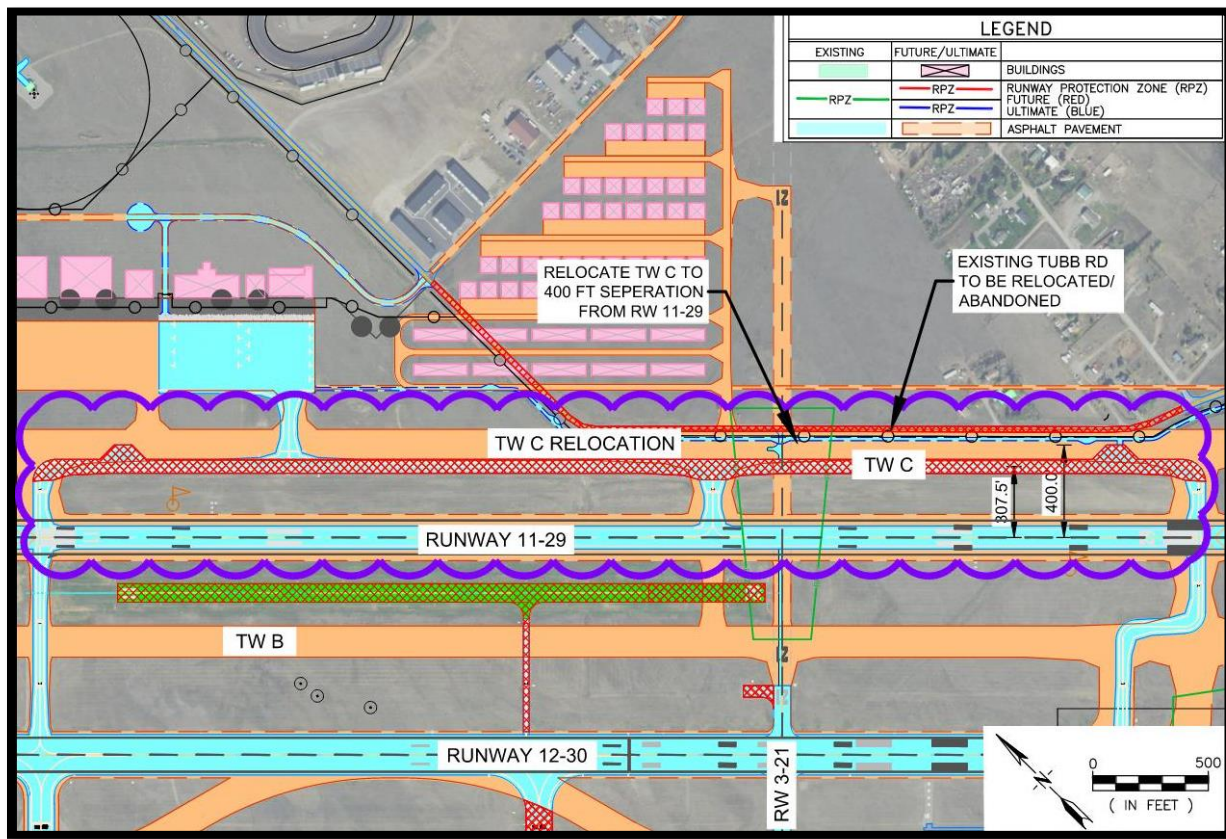 LEGEND
EXISTING
FUTURE/ULTIMATE
BUILDINGS
RPZ
RPZ
RPZ
RUNWAY PROTECTION ZONE (RPZ)
FUTURE (RED)
ULTIMATE (BLUE)
ASPHALT PAVEMENT
21
RELOCATE TW C TO
400 FT SEPERATION
FROM RW 11-29
EXISTING TUBB RD
TO BE RELOCATED/
ABANDONED
TW C RELOCATION
TW C
307.5'
400.0'
RUNWAY 11-29
TW B
21
RUNWAY 12-30
RW 3-21
N
0
500
( IN FEET )